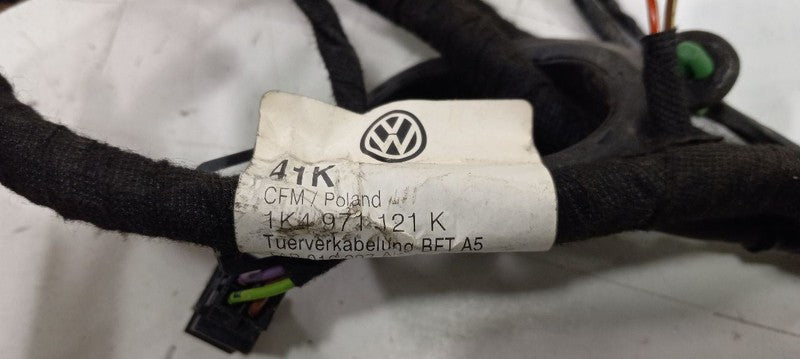 41K
CFM / Poland
1K4 971 121 K
Tuerverkabelung BFT A5